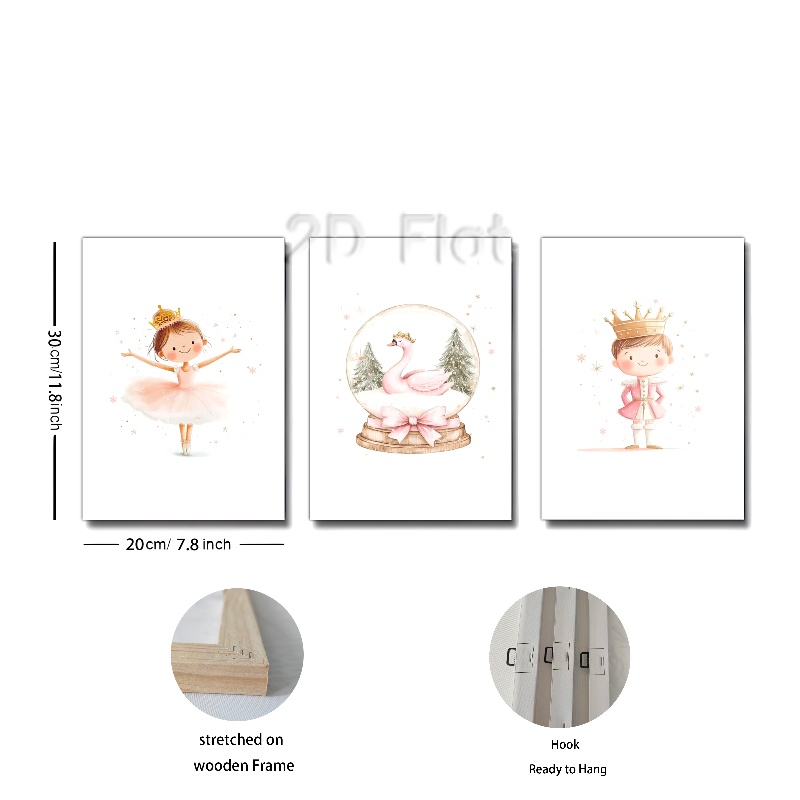 2D Flat
30cm/11.8inch
20cm/ 7.8 inch
stretched on
wooden Frame
Hook
Ready to Hang